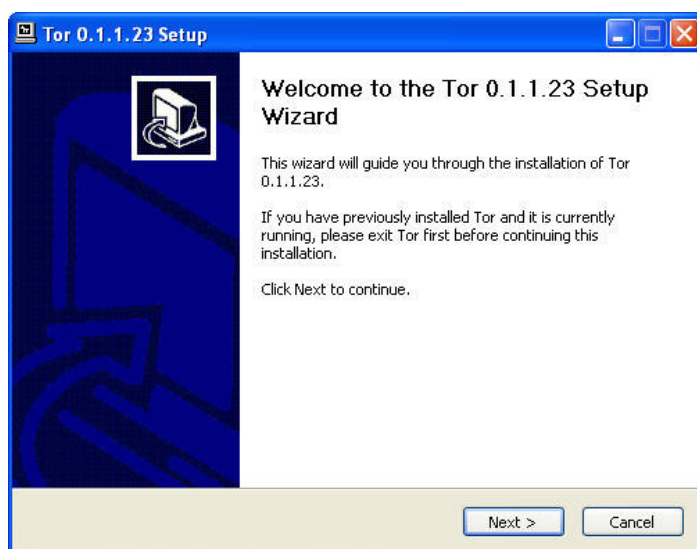 Tor 0.1.1.23 Setup
Welcome to the Tor 0.1.1.23 Setup
Wizard
This wizard will guide you through the installation of Tor
0.1.1.23.
If you have previously installed Tor and it is currently
running, please exit Tor first before continuing this
installation.
Click Next to continue.
Next >
Cancel